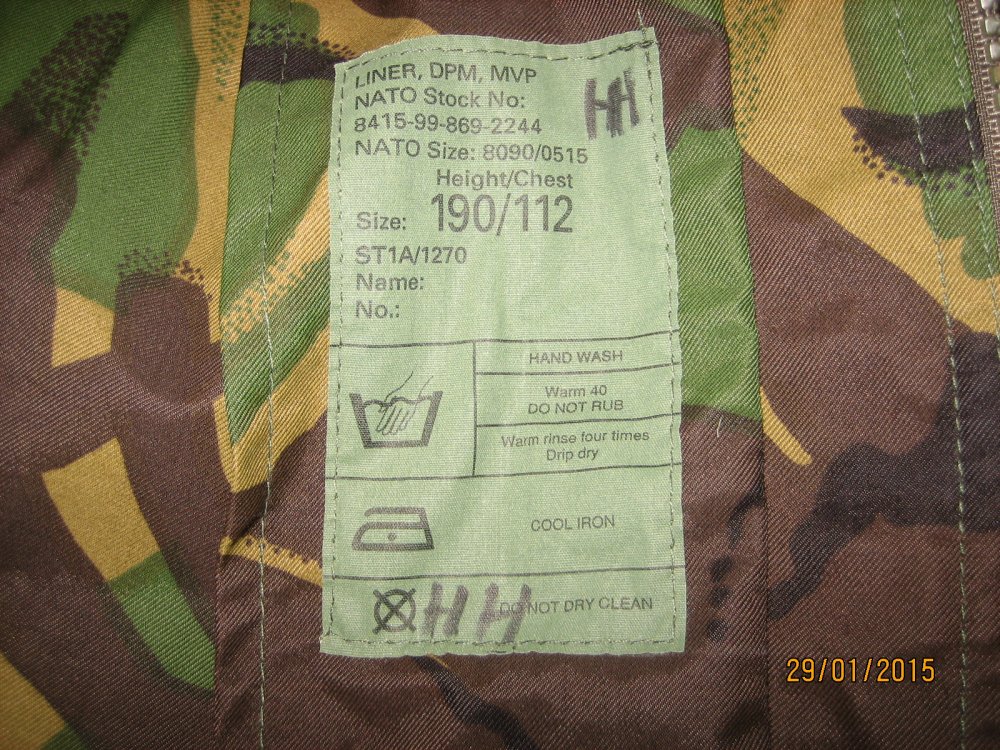 LINER, DPM, MVP
HH
NATO Stock No:
8415-99-869-2244
NATO Size: 8090/0515
Height/Chest
Size: 190/112
ST1A/1270
Name:
No.:
HAND WASH
Warm 40
DO NOT RUB
Warm rinse four times
Drip dry
COOL IRON
HH DO NOT DRY CLEAN
29/01/2015